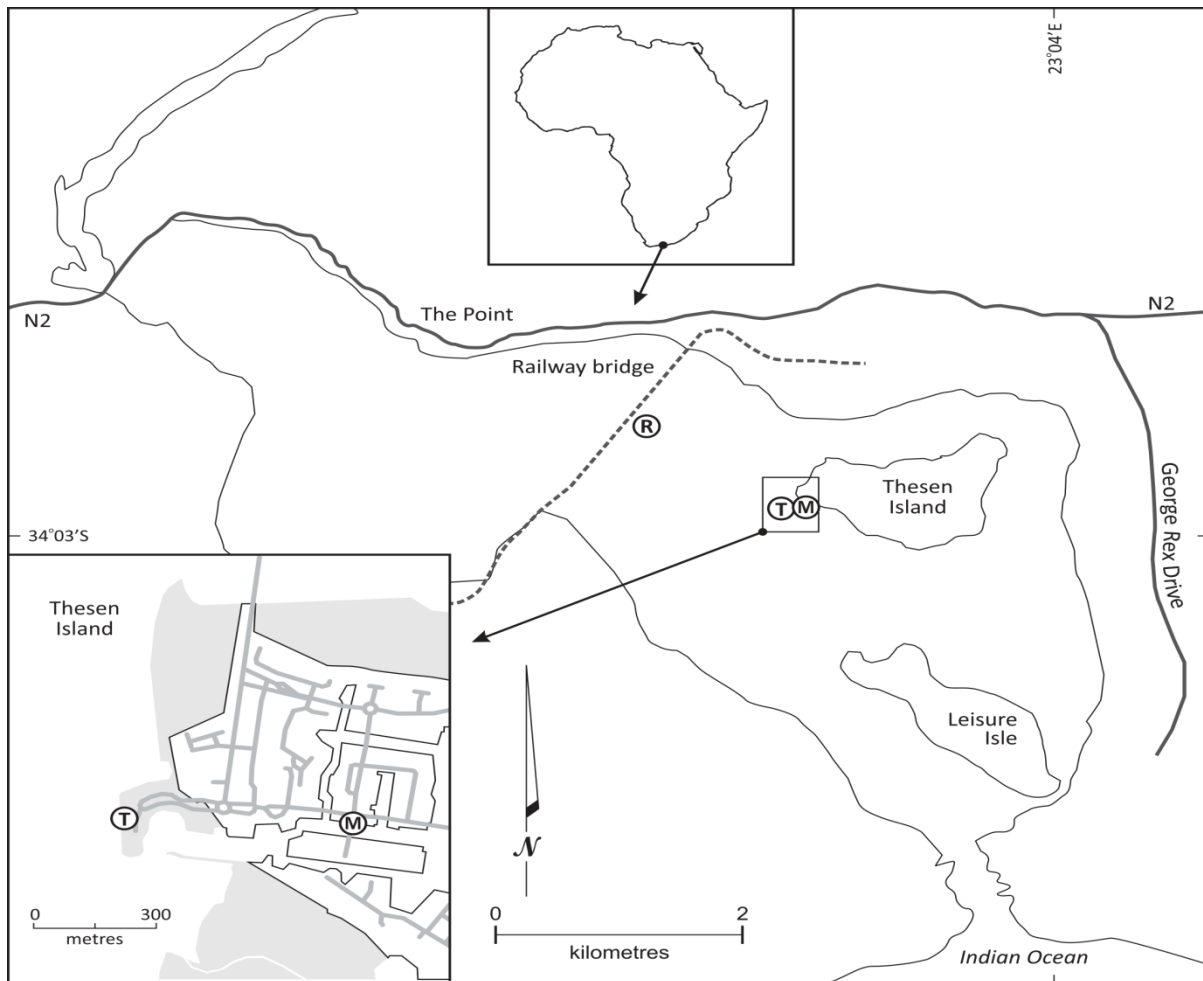 23°04'E
N2
The Point
N2
Railway bridge
R
Thesen
Island
T M
George Rex Drive
34°03'S
Thesen
Island
Leisure
Isle
T
M
0 300
metres
N
0 2
kilometres
Indian Ocean